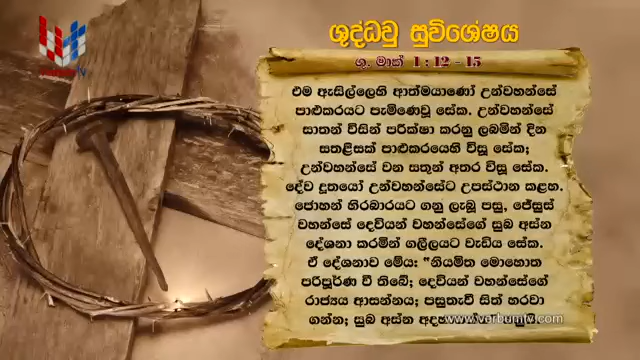 ශුද්ධවූ සුවිශේෂය
ශු. මාක් 1 : 12 - 15
එම ඇසිල්ලෙහි ආත්මයාණෝ උන්වහන්සේ
පාළුකරයට පැමිණෙවූ සේක. උන්වහන්සේ
සාතන් විසින් පරීක්ෂා කරනු ලබමින් දින
සතළිසක් පාළුකරයෙහි විසූ සේක;
උන්වහන්සේ වන සතුන් අතර විසූ සේක.
දේව දූතයෝ උන්වහන්සේට උපස්ථාන කළහ.
ජොහන් හිරබාරයට ගනු ලැබූ පසු, ජේසුස්
වහන්සේ දෙවියන් වහන්සේගේ සුබ අස්න
දේශනා කරමින් ගලීලයට වැඩිය සේක.
ඒ දේශනාව මේය: "නියමිත මොහොත
පරිපූර්ණ වී තිබේ; දෙවියන් වහන්සේගේ
රාජ්‍යය ආසන්නය; පසුතැවී සිත් හරවා
ගන්න; සුබ අස්න
www.verbumtv.com